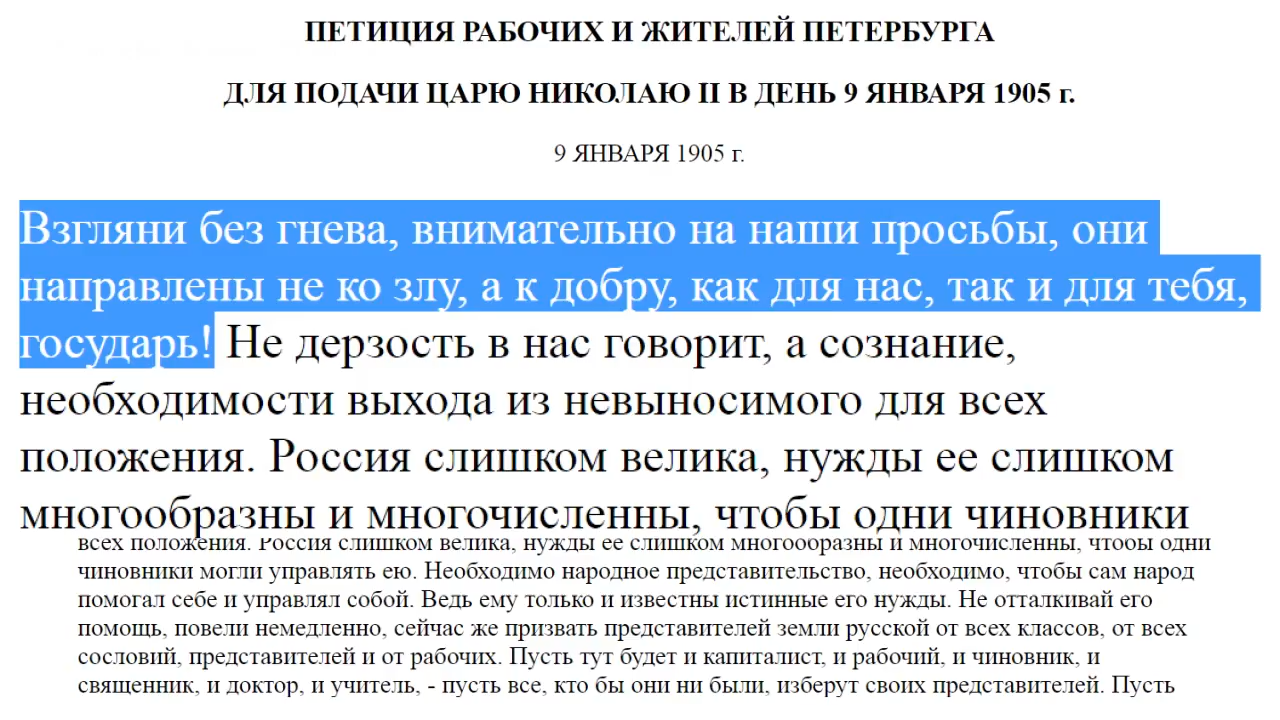 ПЕТИЦИЯ РАБОЧИХ И ЖИТЕЛЕЙ ПЕТЕРБУРГА
ДЛЯ ПОДАЧИ ЦАРЮ НИКОЛАЮ II В ДЕНЬ 9 ЯНВАРЯ 1905 г.
9 ЯНВАРЯ 1905 г.
Взгляни без гнева, внимательно на наши просьбы, они
направлены не ко злу, а к добру, как для нас, так и для тебя,
государь! Не дерзость в нас говорит, а сознание,
необходимости выхода из невыносимого для всех
положения. Россия слишком велика, нужды ее слишком
многообразны и многочисленны, чтобы одни чиновники
всех положения. Россия слишком велика, нужды ее слишком многообразны и многочисленны, чтобы одни
чиновники могли управлять ею. Необходимо народное представительство, необходимо, чтобы сам народ
помогал себе и управлял собой. Ведь ему только и известны истинные его нужды. Не отталкивай его
помощь, повели немедленно, сейчас же призвать представителей земли русской от всех классов, от всех
сословий, представителей и от рабочих. Пусть тут будет и капиталист, и рабочий, и чиновник, и
священник, и доктор, и учитель, - пусть все, кто бы они ни были, изберут своих представителей. Пусть